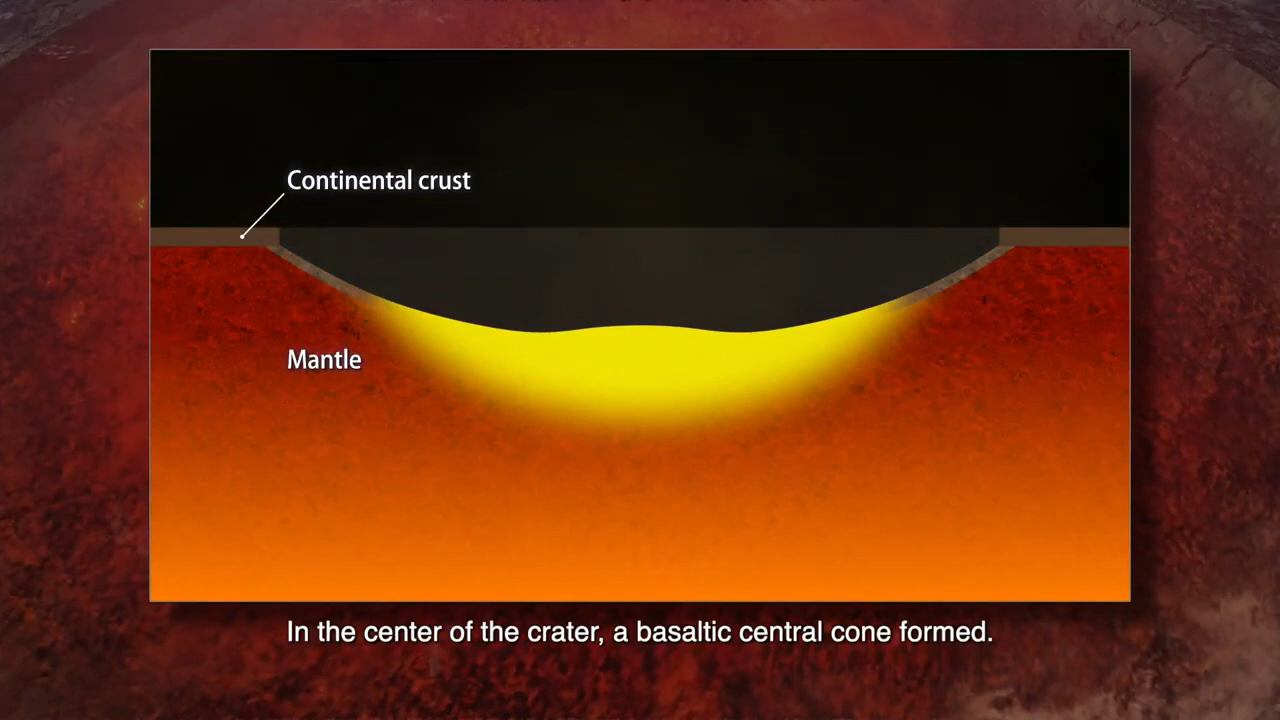 Continental crust
Mantle
In the center of the crater, a basaltic central cone formed.